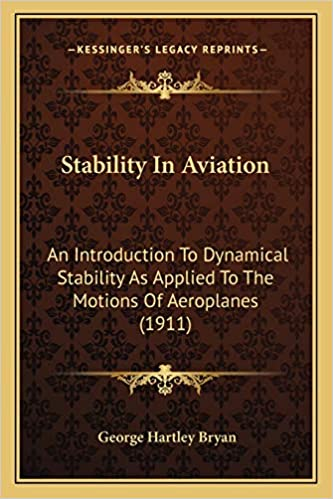 KESSINGER'S LEGACY REPRINTS
Stability In Aviation
An Introduction To Dynamical
Stability As Applied To The
Motions Of Aeroplanes
(1911)
George Hartley Bryan